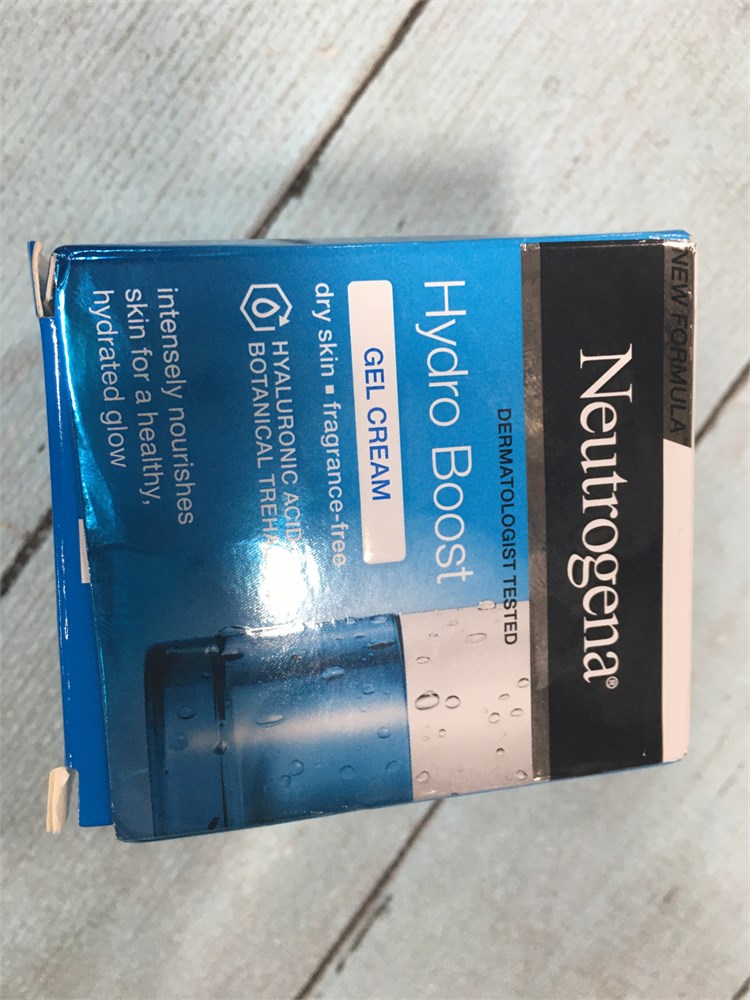 NEW FORMULA
Neutrogena®
DERMATOLOGIST TESTED
Hydro Boost
GEL CREAM
dry skin ▪ fragrance-free
HYALURONIC ACID
BOTANICAL
intensely nourishes
skin for a healthy,
hydrated glow